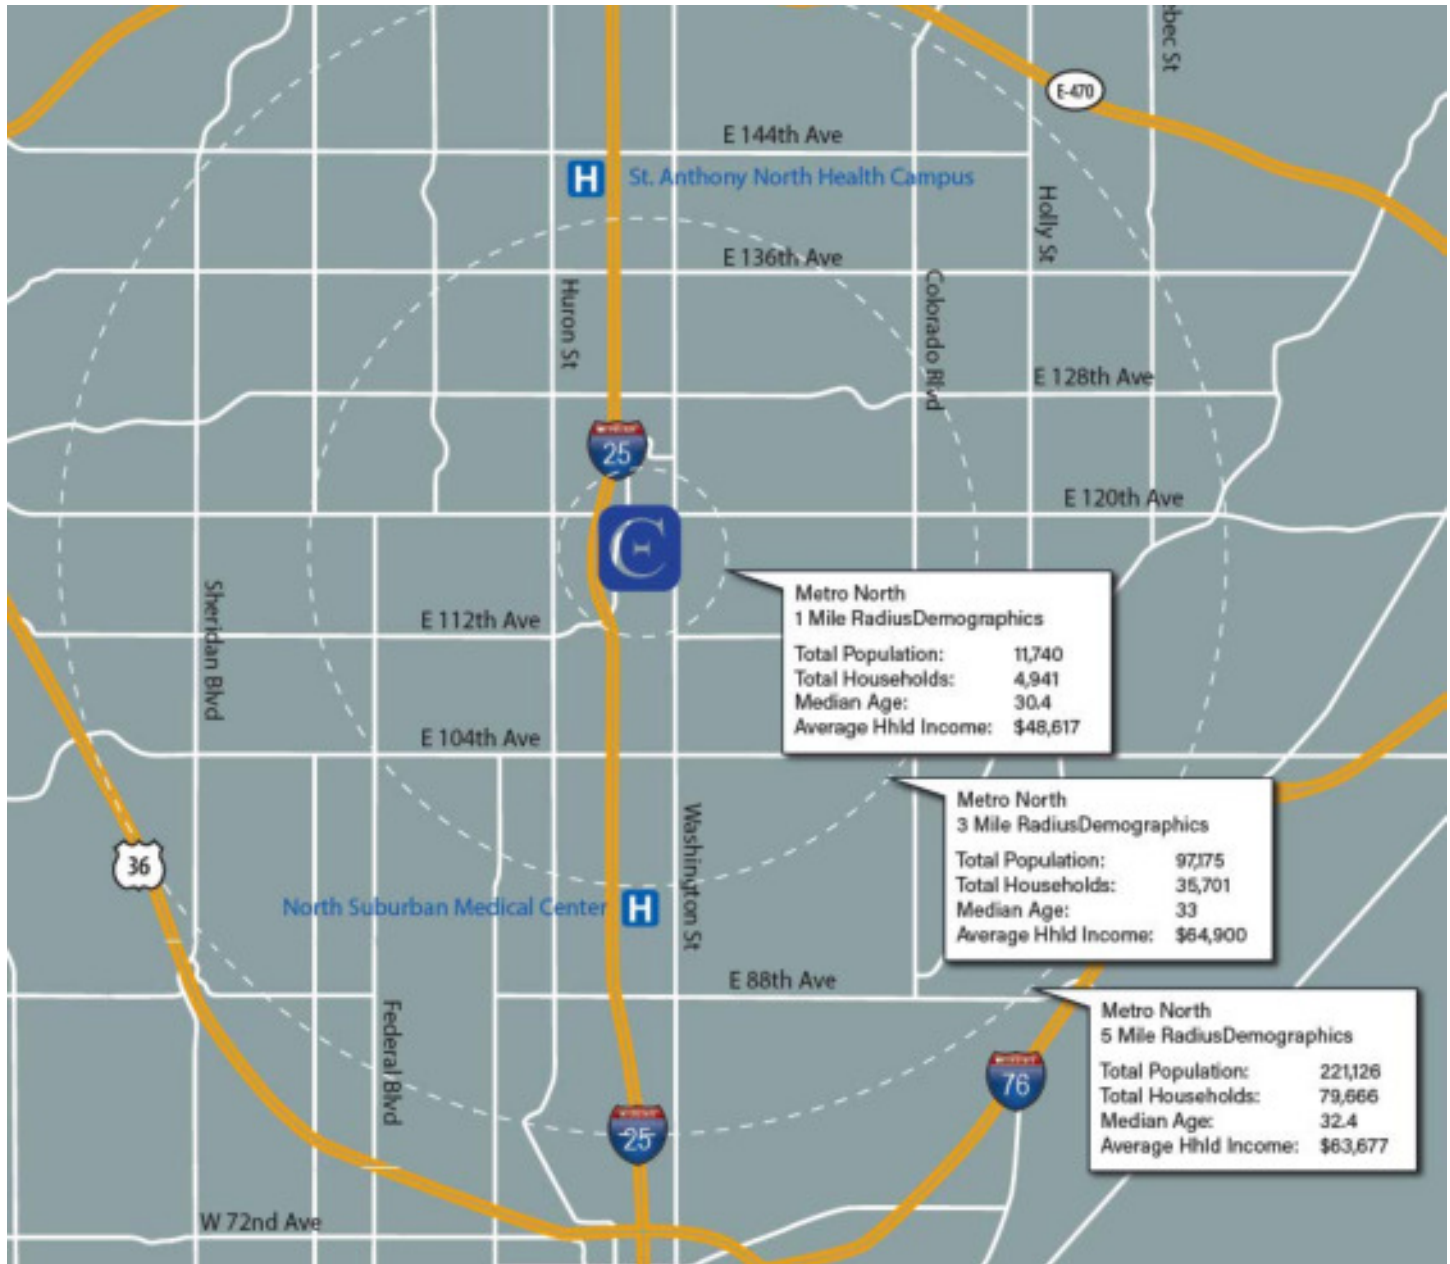 ebec St
E-470
E 144th Ave
H
St. Anthony North Health Campus
Holly St
E 136th Ave
Huron St
Colorado Blvd
E 128th Ave
25
E 120th Ave
C
Metro North
1 Mile RadiusDemographics
Total Population: 11,740
Total Households: 4,941
Median Age: 30.4
Average Hhld Income: $48,617
Sheridan Blvd
E 112th Ave
E 104th Ave
Metro North
3 Mile RadiusDemographics
Total Population: 97,175
Total Households: 35,701
Median Age: 33
Average Hhld Income: $64,900
Washington St
36
North Suburban Medical Center
H
E 88th Ave
Federal Blvd
Metro North
5 Mile RadiusDemographics
Total Population: 221,126
Total Households: 79,666
Median Age: 32.4
Average Hhld Income: $63,677
76
25
W 72nd Ave